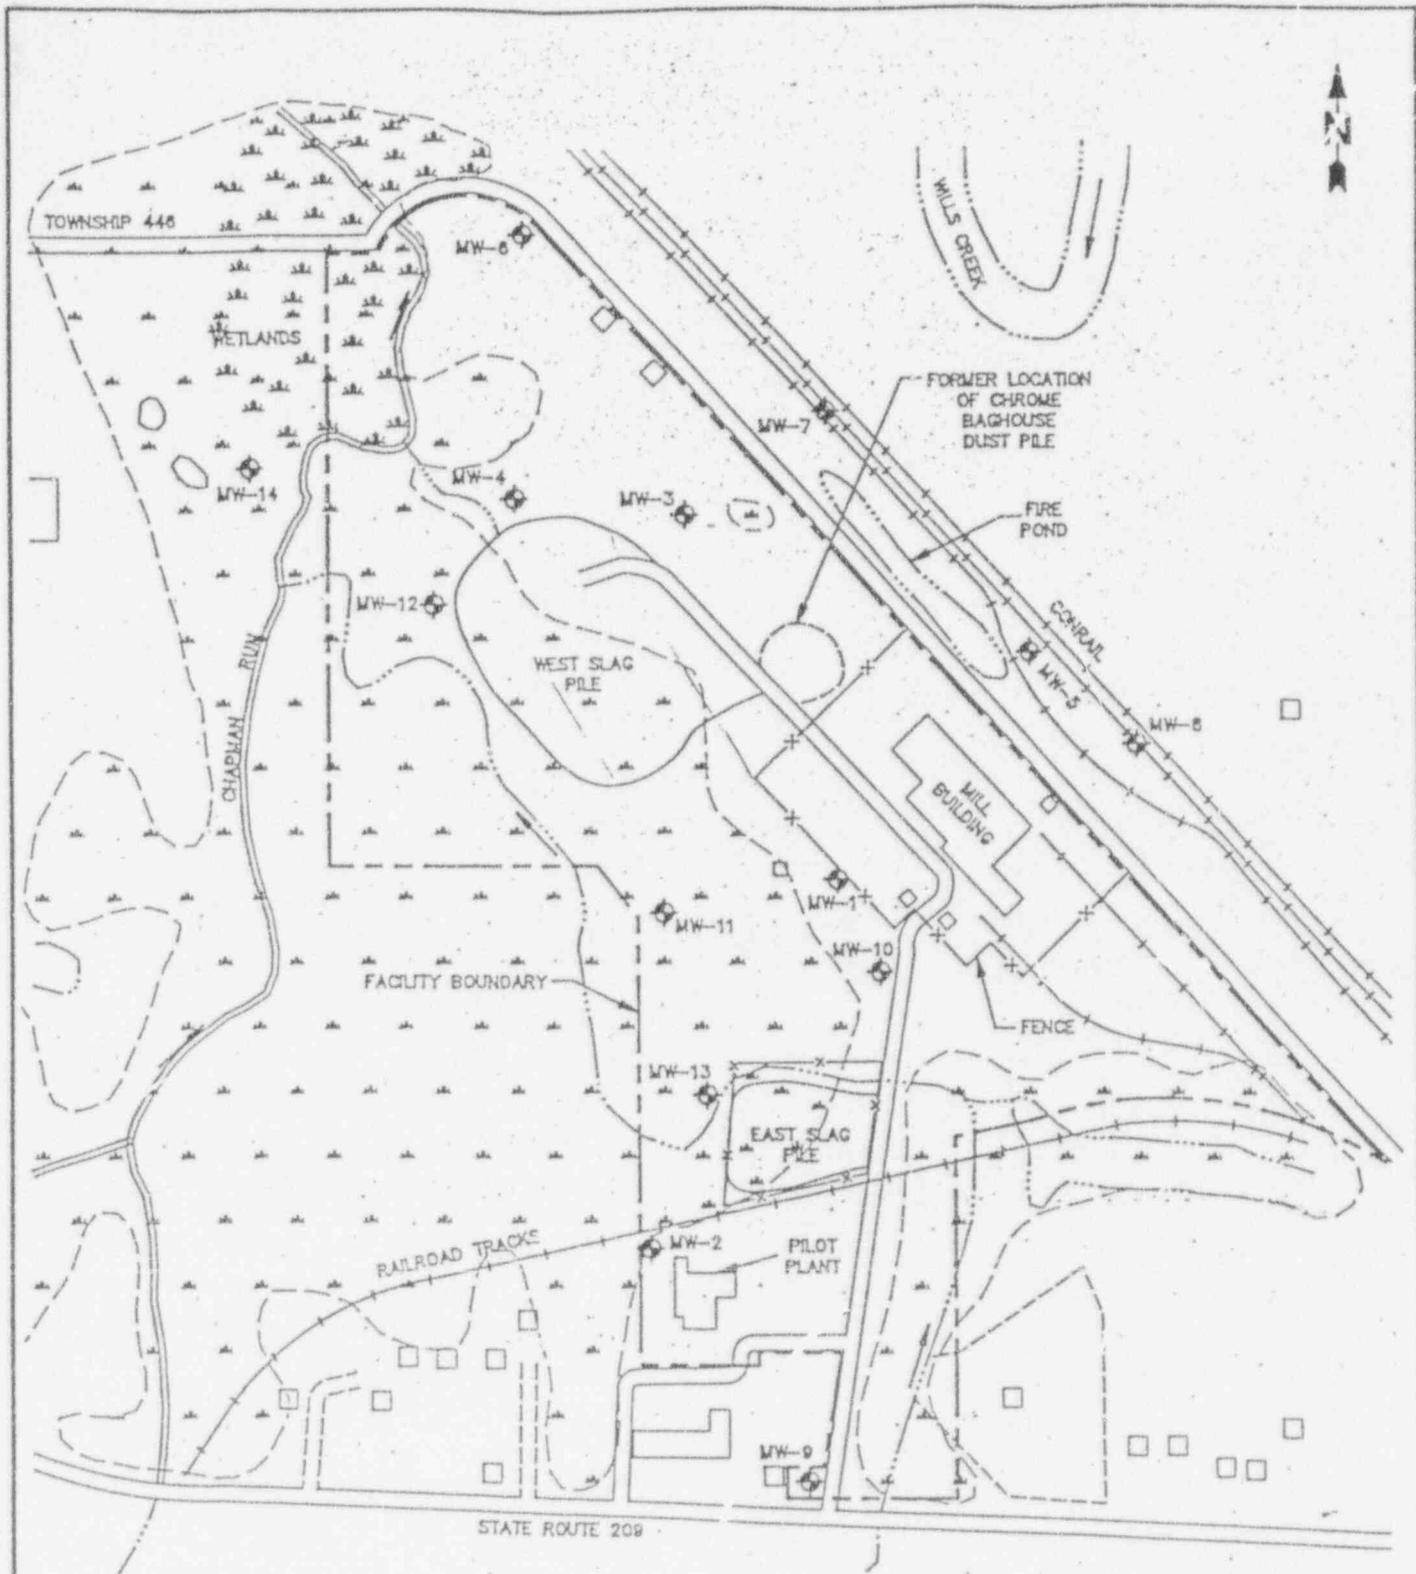 N
TOWNSHIP 446
MW-6
WILLS CREEK
WETLANDS
FORMER LOCATION
OF CHROME
BAGHOUSE
DUST PILE
MW-7
MW-14
MW-4
MW-3
FIRE
POND
MW-12
CONRAIL
CHAPMAN RUN
WEST SLAG
PILE
MW-5
MW-8
MILL
BUILDING
MW-1
MW-11
MW-10
FACILITY BOUNDARY
FENCE
MW-13
EAST SLAG
PILE
RAILROAD TRACKS
MW-2
PILOT
PLANT
MW-9
STATE ROUTE 209